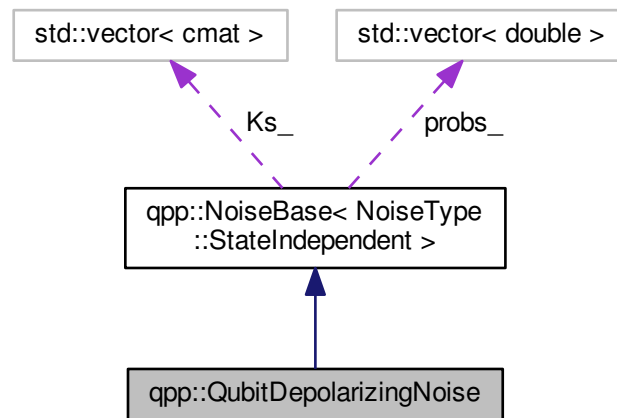 std::vector< cmat >
std::vector< double >
Ks_
probs_
qpp::NoiseBase< NoiseType
::StateIndependent >
qpp::QubitDepolarizingNoise